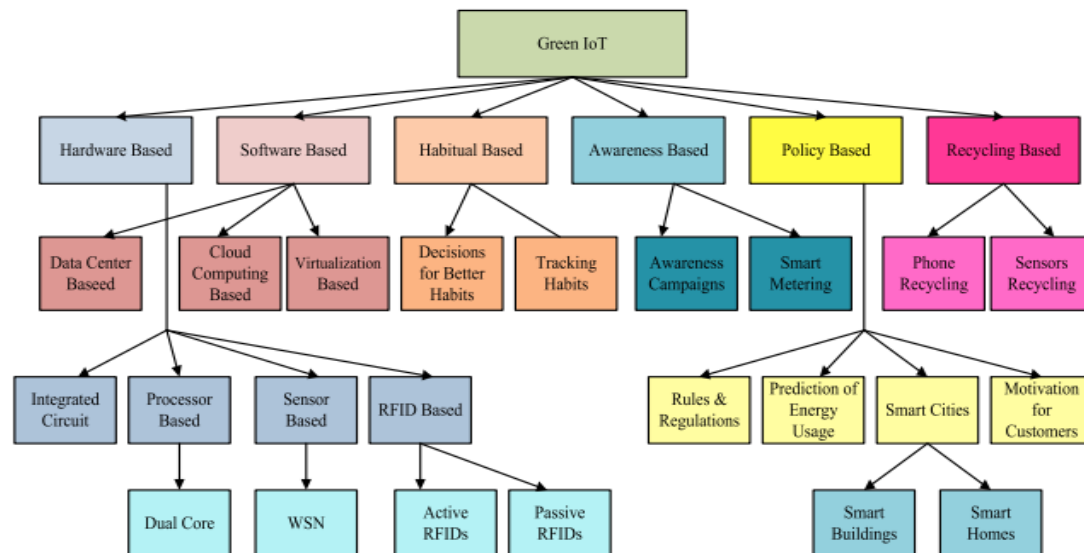 Green IoT
Hardware Based
Software Based
Habitual Based
Awareness Based
Policy Based
Recycling Based
Data Center
Baseed
Cloud
Computing
Based
Virtualization
Based
Decisions
for Better
Habits
Tracking
Habits
Awareness
Campaigns
Smart
Metering
Phone
Recycling
Sensors
Recycling
Integrated
Circuit
Processor
Based
Sensor
Based
RFID Based
Rules &
Regulations
Prediction of
Energy
Usage
Smart Cities
Motivation
for
Customers
Dual Core
WSN
Active
RFIDs
Passive
RFIDs
Smart
Buildings
Smart
Homes